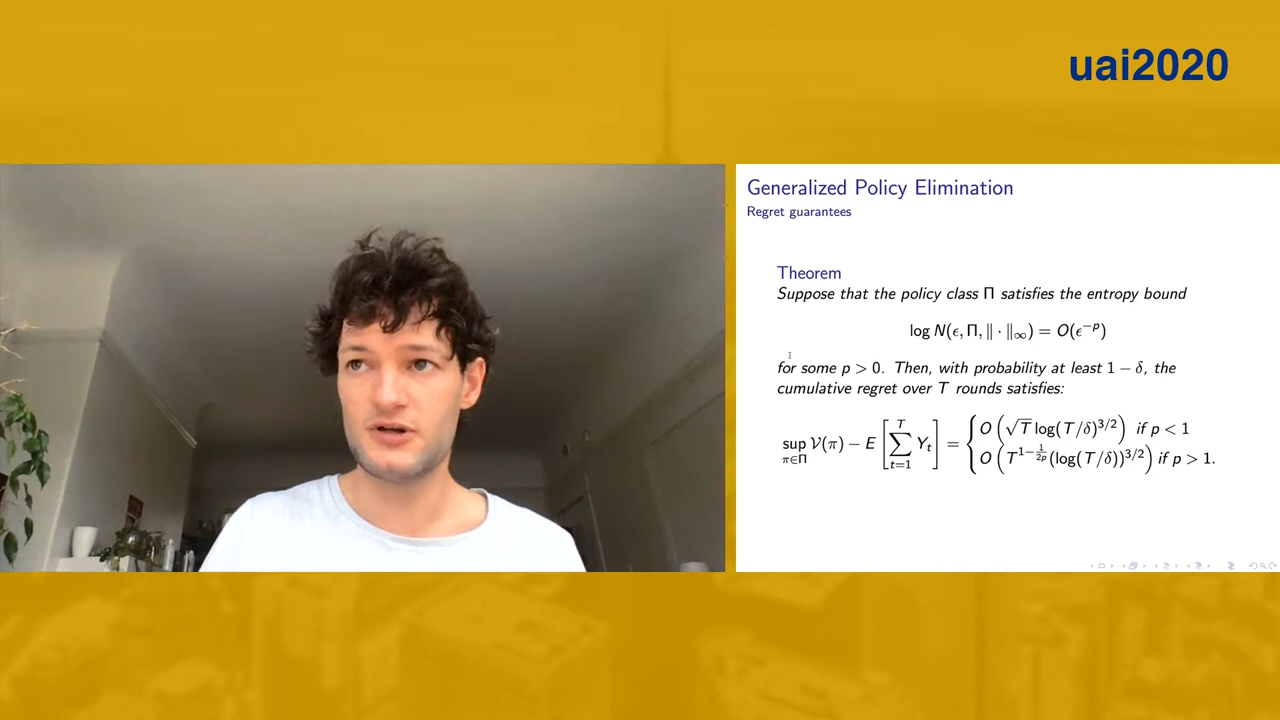 uai2020
Generalized Policy Elimination
Regret guarantees
Theorem
Suppose that the policy class Π satisfies the entropy bound
log N(ϵ, Π, ‖ · ‖∞) = O(ϵ^{−p})
for some p > 0. Then, with probability at least 1 − δ, the
cumulative regret over T rounds satisfies:
sup_{π∈Π} 𝒱(π) − E [∑_{t=1}^{T} Y_t] = { O (√T log(T/δ)^{3/2}) if p < 1
O (T^{1−\frac{1}{2p}} (log(T/δ))^{3/2}) if p > 1.